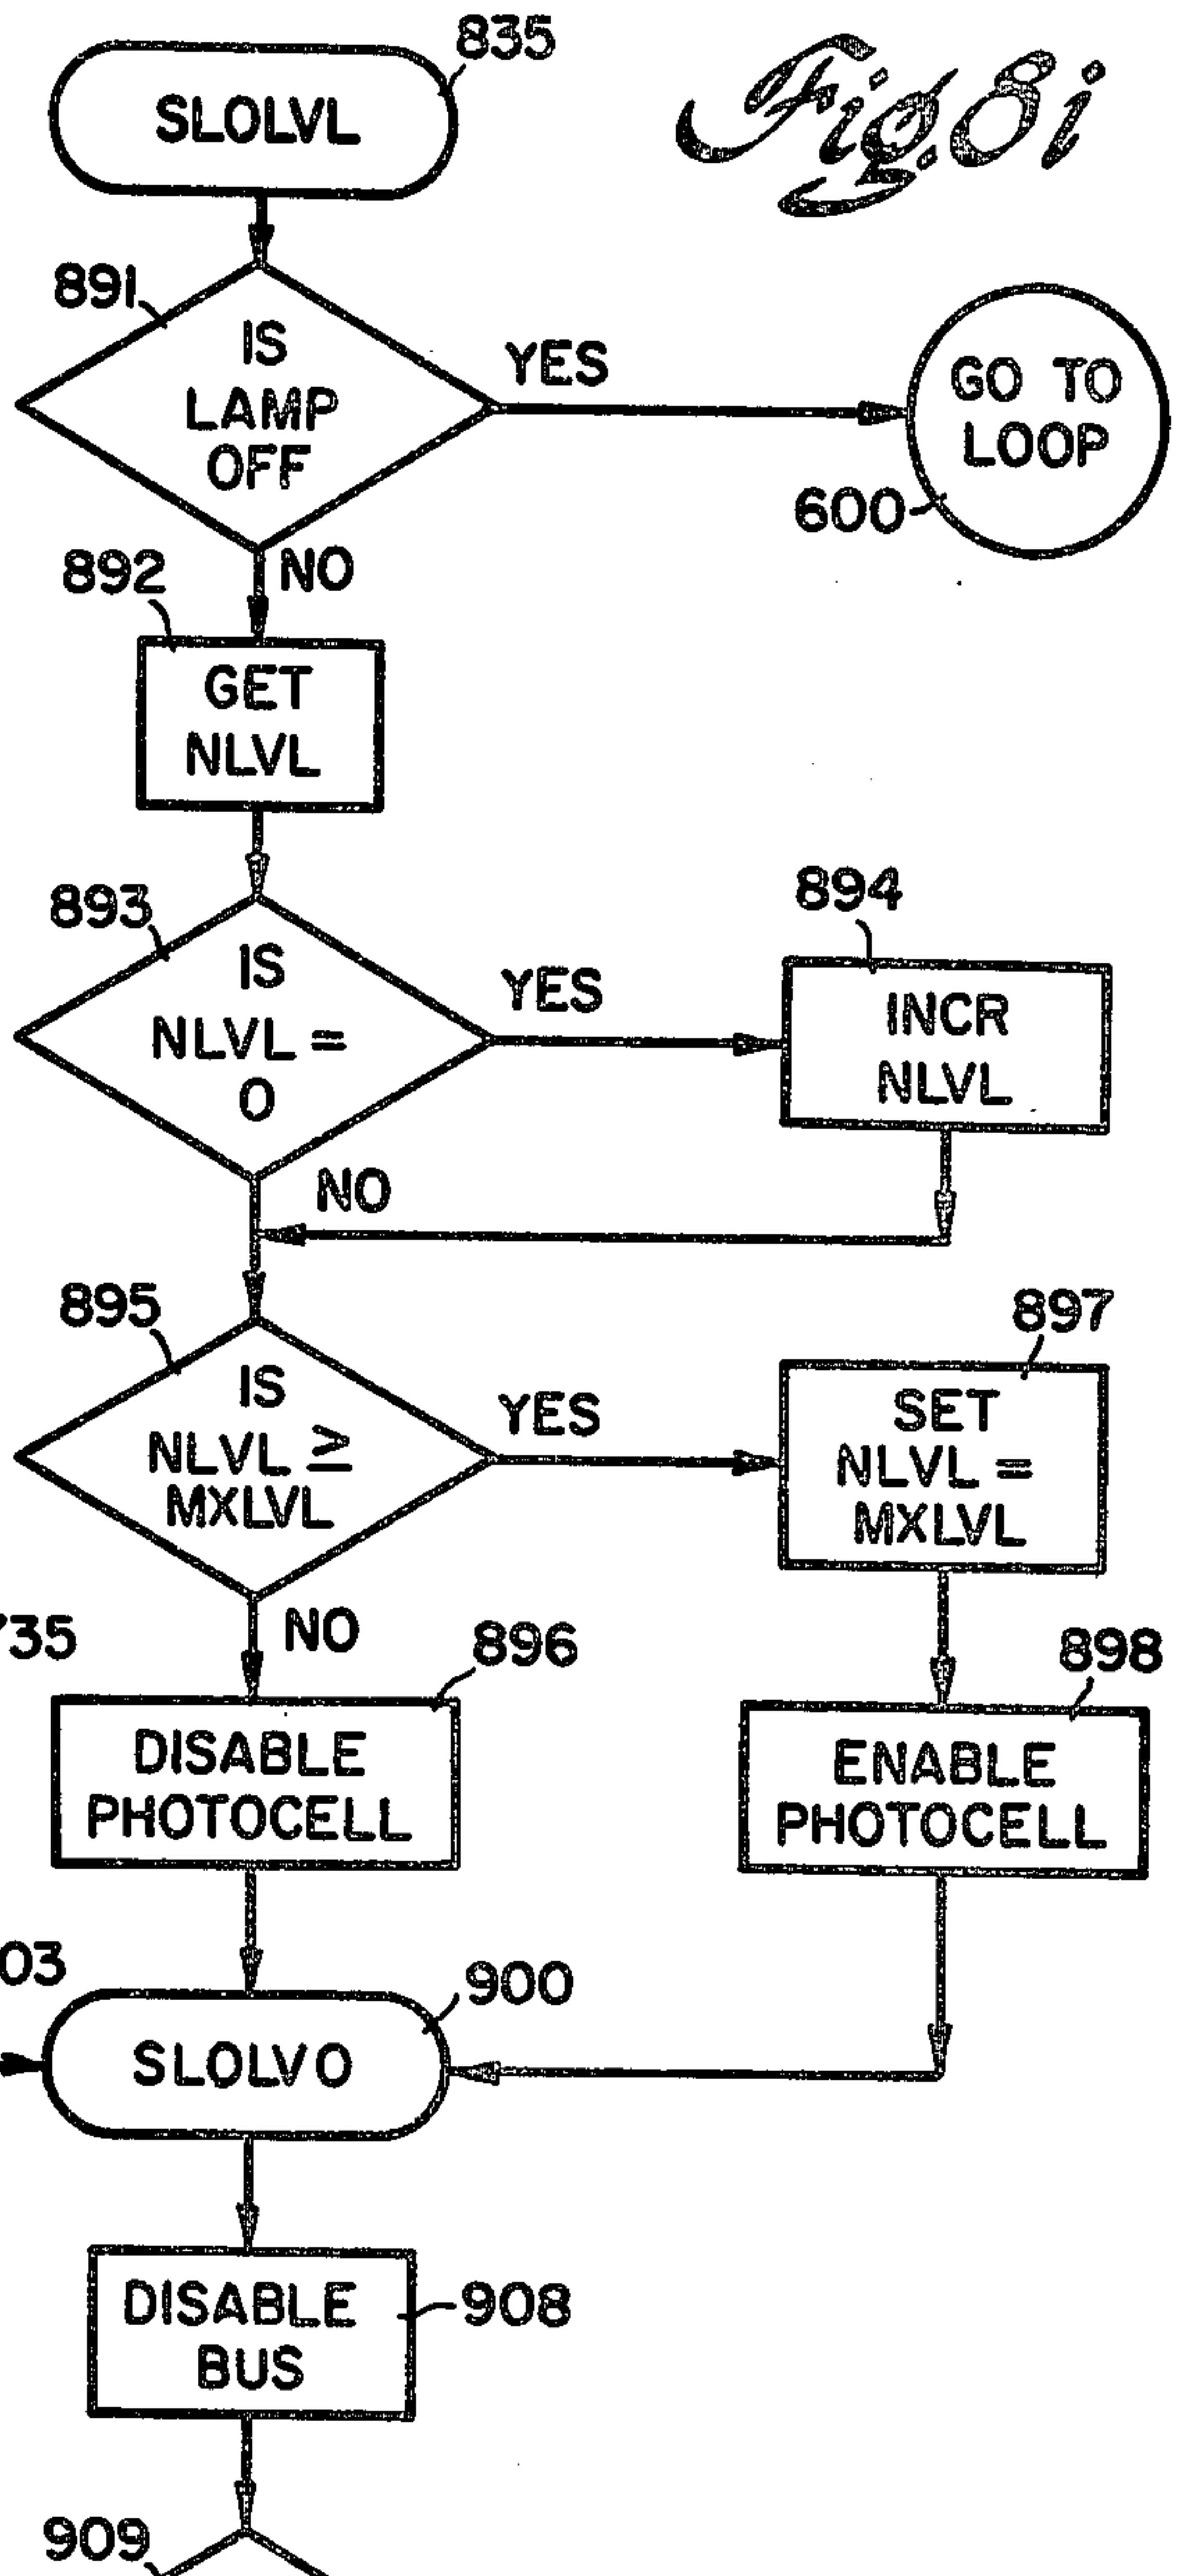 835
SLOLVL
Fig. 8i
891
IS
LAMP
OFF
YES
GO TO
LOOP
600
NO
892
GET
NLVL
893
IS
NLVL =
0
YES
894
INCR
NLVL
NO
895
IS
NLVL ≥
MXLVL
YES
897
SET
NLVL =
MXLVL
NO
735
896
DISABLE
PHOTOCELL
898
ENABLE
PHOTOCELL
03
900
SLOLVO
DISABLE
BUS
908
909